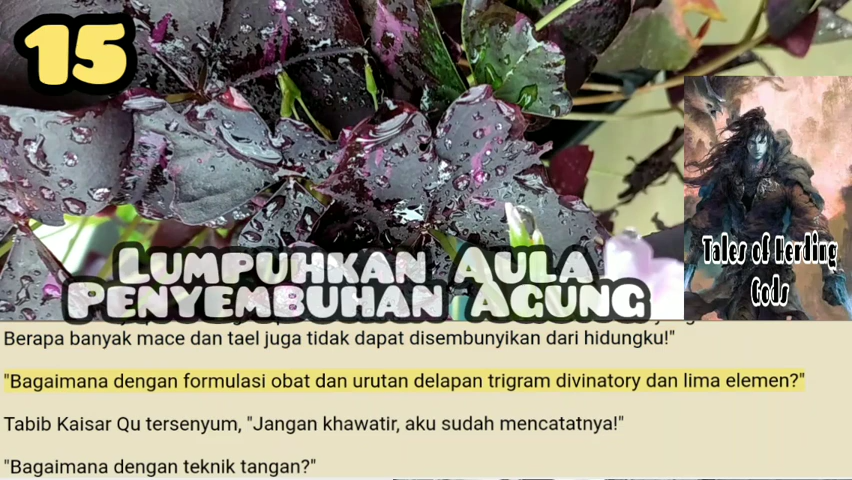 15
LUMPUHKAN AULA
PENYEMBUHAN AGUNG
Tales of Herding
Gods
Berapa banyak mace dan tael juga tidak dapat disembunyikan dari hidungku!"
"Bagaimana dengan formulasi obat dan urutan delapan trigram divinatory dan lima elemen?"
Tabib Kaisar Qu tersenyum, "Jangan khawatir, aku sudah mencatatnya!"
"Bagaimana dengan teknik tangan?"